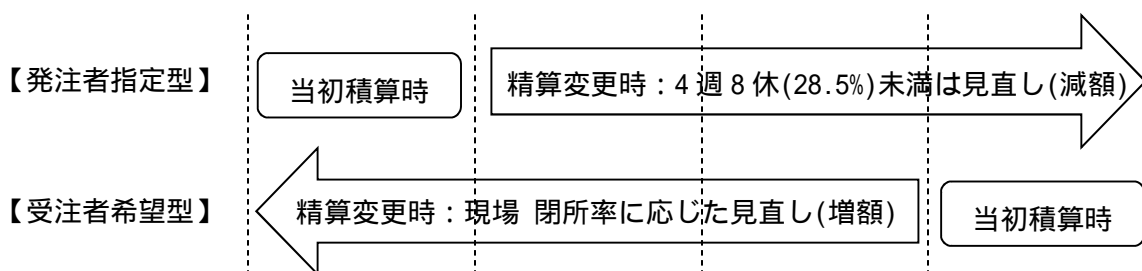 【発注者指定型】
当初積算時
精算変更時：4週8休(28.5%)未満は見直し(減額)
【受注者希望型】
精算変更時：現場 閉所率に応じた見直し(増額)
当初積算時